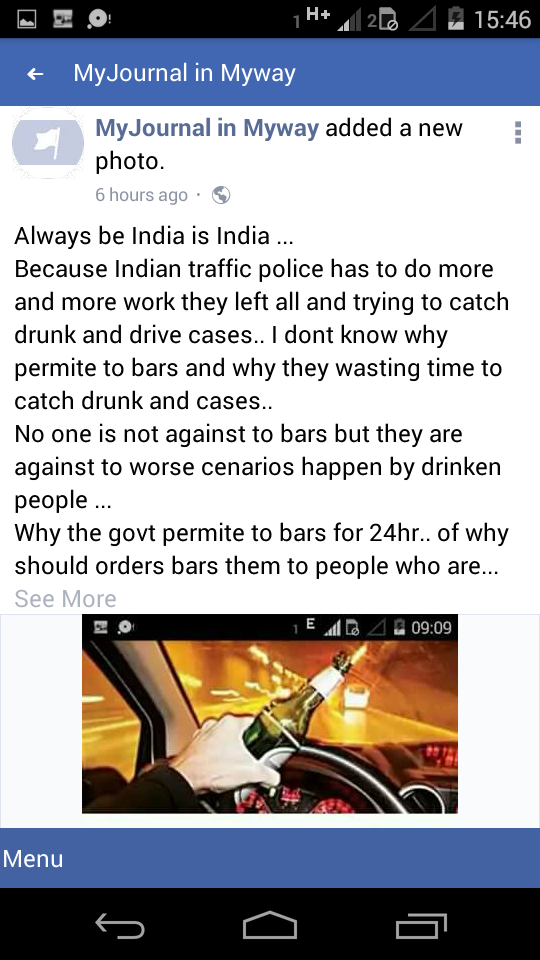 1 H+ 2 15:46
MyJournal in Myway
MyJournal in Myway added a new
photo.
6 hours ago ·
Always be India is India ...
Because Indian traffic police has to do more
and more work they left all and trying to catch
drunk and drive cases.. I dont know why
permite to bars and why they wasting time to
catch drunk and cases..
No one is not against to bars but they are
against to worse cenarios happen by drinken
people ...
Why the govt permite to bars for 24hr.. of why
should orders bars them to people who are...
See More
1 E 09:09
Menu